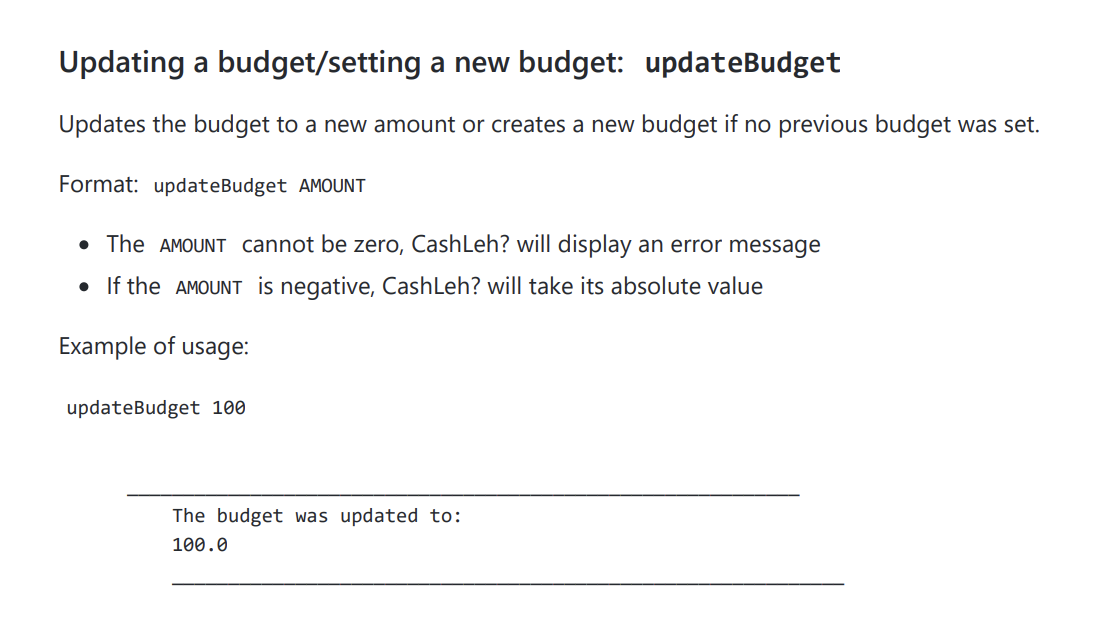 Updating a budget/setting a new budget: updateBudget
Updates the budget to a new amount or creates a new budget if no previous budget was set.
Format: updateBudget AMOUNT
• The AMOUNT cannot be zero, CashLeh? will display an error message
• If the AMOUNT is negative, CashLeh? will take its absolute value
Example of usage:
updateBudget 100
____________________________________________________________
The budget was updated to:
100.0
____________________________________________________________